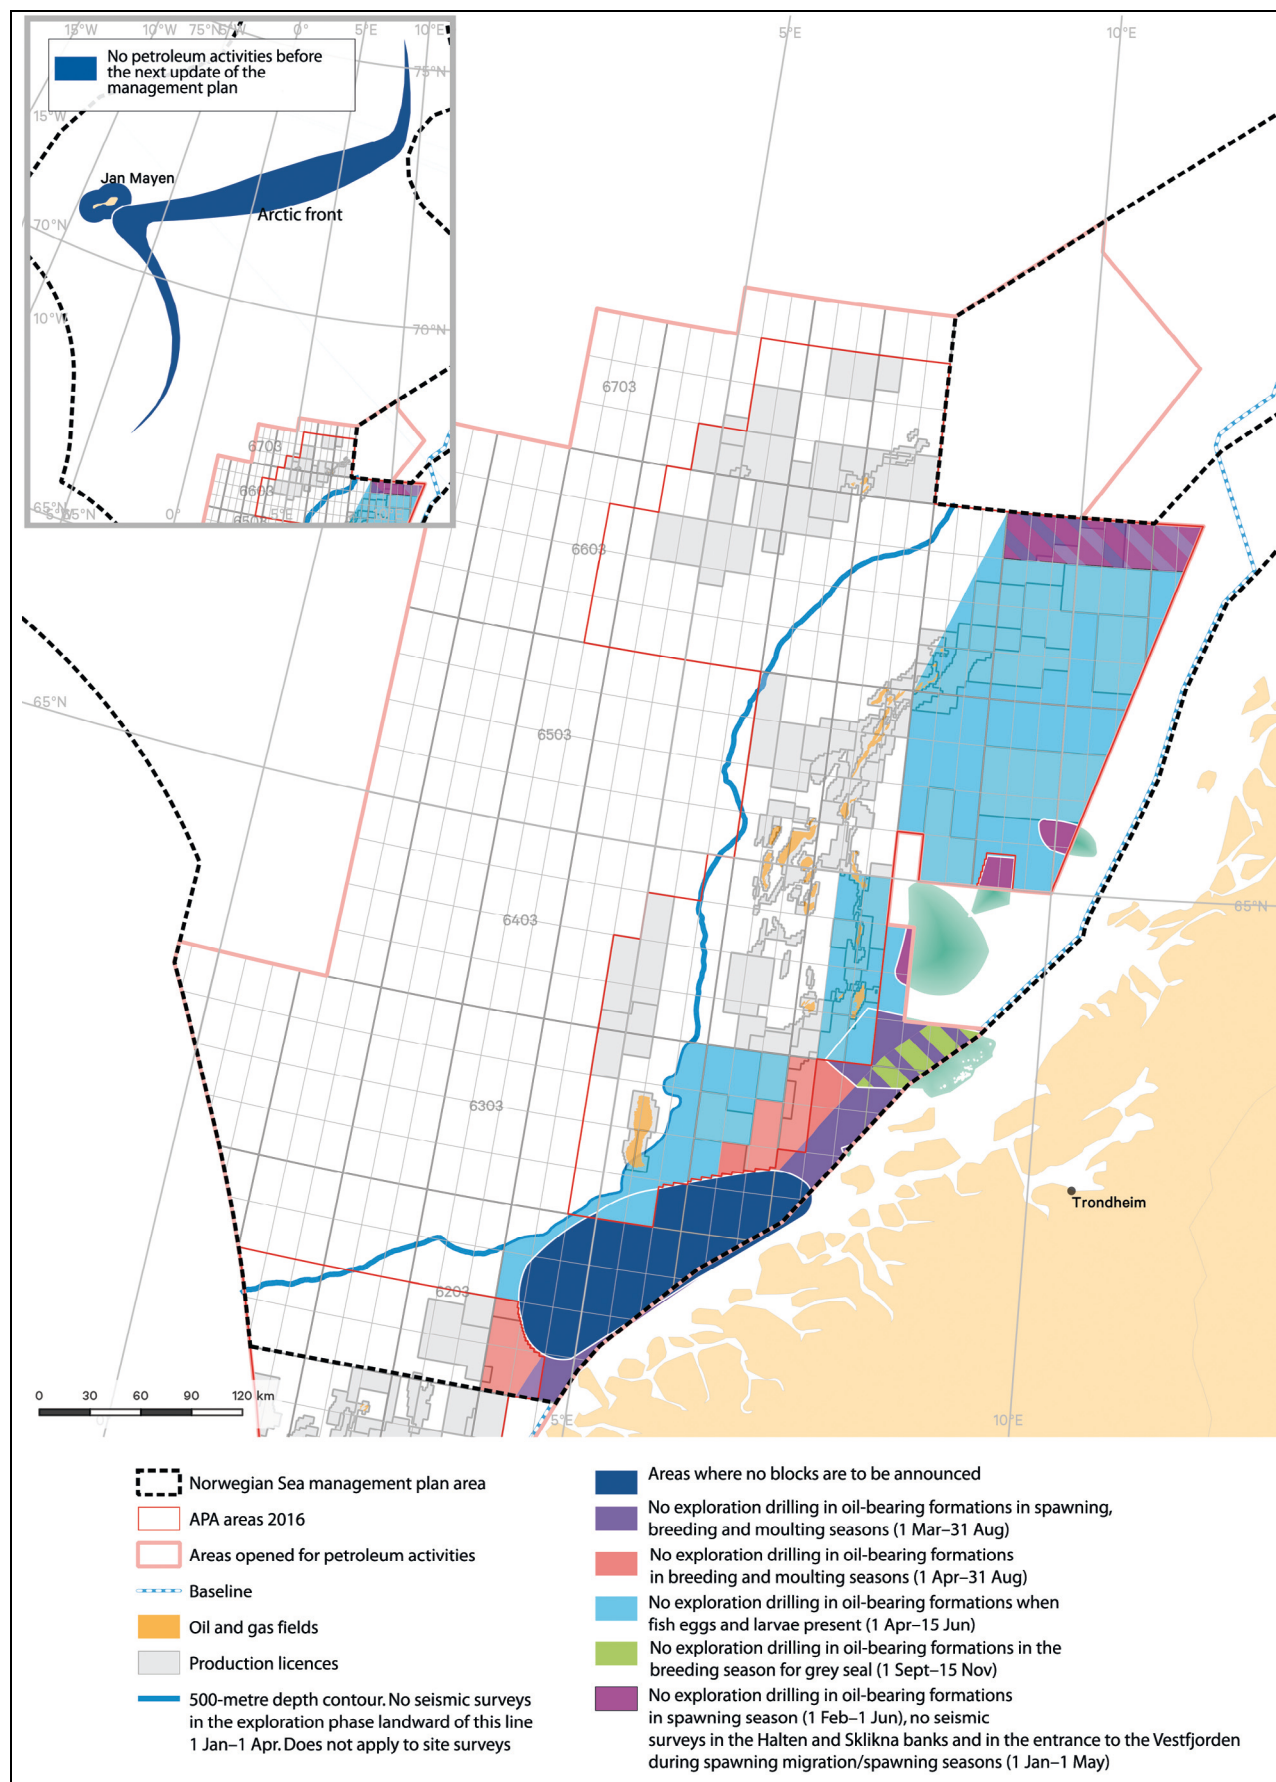 15°W
10°W
75°N
5°W
0°
5°E
10°E
No petroleum activities before
the next update of the
management plan
75°N
15°W
Jan Mayen
Arctic front
70°N
10°W
70°N
6703
6603
65°N
0°
5°E
5°E
10°E
6703
6603
65°N
6503
6403
65°N
6303
Trondheim
6203
0 30 60 90 120 km
0°
5°E
10°E
Norwegian Sea management plan area
APA areas 2016
Areas opened for petroleum activities
Baseline
Oil and gas fields
Production licences
500-metre depth contour. No seismic surveys
in the exploration phase landward of this line
1 Jan–1 Apr. Does not apply to site surveys
Areas where no blocks are to be announced
No exploration drilling in oil-bearing formations in spawning,
breeding and moulting seasons (1 Mar–31 Aug)
No exploration drilling in oil-bearing formations
in breeding and moulting seasons (1 Apr–31 Aug)
No exploration drilling in oil-bearing formations when
fish eggs and larvae present (1 Apr–15 Jun)
No exploration drilling in oil-bearing formations in the
breeding season for grey seal (1 Sept–15 Nov)
No exploration drilling in oil-bearing formations
in spawning season (1 Feb–1 Jun), no seismic
surveys in the Halten and Sklikna banks and in the entrance to the Vestfjorden
during spawning migration/spawning seasons (1 Jan–1 May)